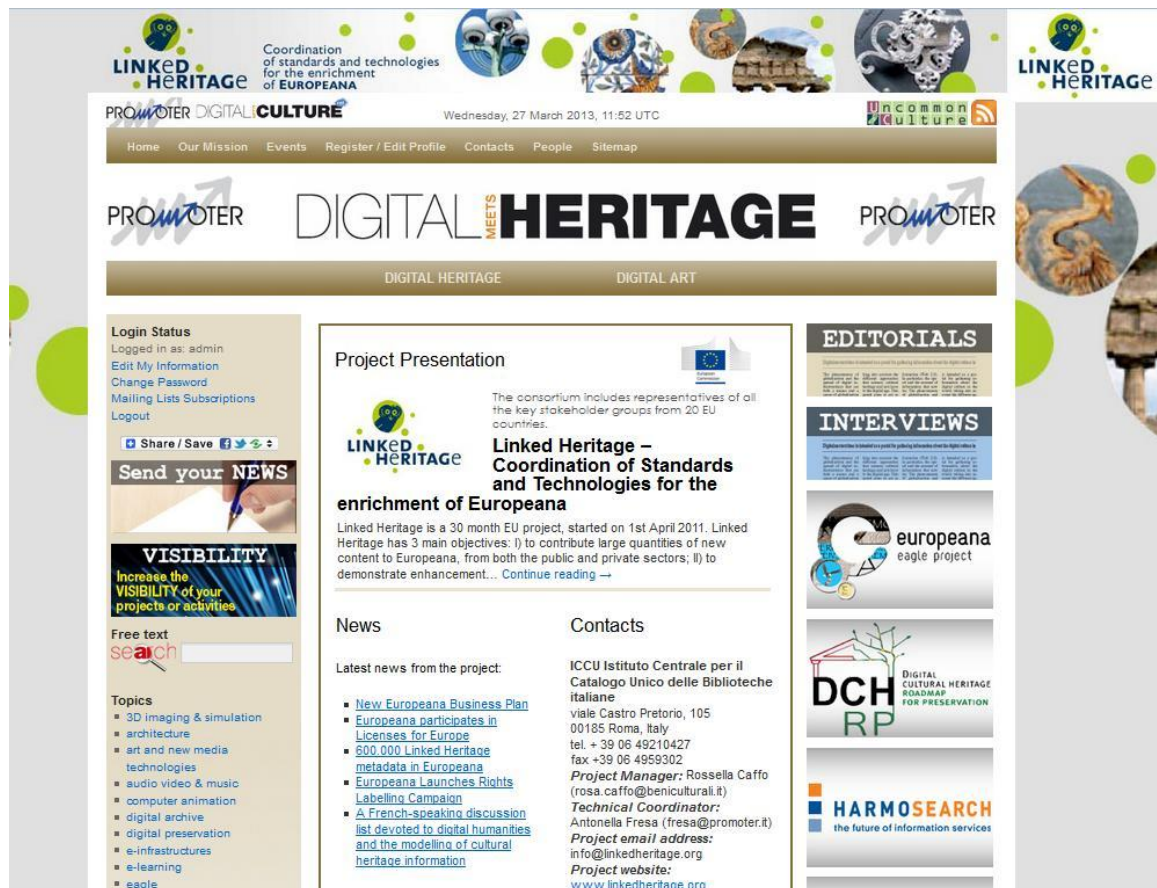 LINKED HERITAGE
Coordination
of standards and technologies
for the enrichment
of EUROPEANA
LINKED HERITAGE
PROMOTER DIGITAL CULTURE
Wednesday, 27 March 2013, 11:52 UTC
Uncommon
Culture
Home Our Mission Events Register / Edit Profile Contacts People Sitemap
PROMOTER
DIGITAL MEETS HERITAGE
PROMOTER
DIGITAL HERITAGE DIGITAL ART
Login Status
Logged in as: admin
Edit My Information
Change Password
Mailing Lists Subscriptions
Logout
Share / Save
Send your NEWS
VISIBILITY
Increase the
VISIBILITY of your
projects or activities
Free text
search
Topics
3D imaging & simulation
architecture
art and new media
technologies
audio video & music
computer animation
digital archive
digital preservation
e-infrastructures
e-learning
eagle
Project Presentation
European
Commission
The consortium includes representatives of all
the key stakeholder groups from 20 EU
countries.
LINKED
HERITAGE
Linked Heritage –
Coordination of Standards
and Technologies for the
enrichment of Europeana
Linked Heritage is a 30 month EU project, started on 1st April 2011. Linked
Heritage has 3 main objectives: I) to contribute large quantities of new
content to Europeana, from both the public and private sectors; II) to
demonstrate enhancement… Continue reading →
News
Latest news from the project:
New Europeana Business Plan
Europeana participates in
Licenses for Europe
600.000 Linked Heritage
metadata in Europeana
Europeana Launches Rights
Labelling Campaign
A French-speaking discussion
list devoted to digital humanities
and the modelling of cultural
heritage information
Contacts
ICCU Istituto Centrale per il
Catalogo Unico delle Biblioteche
italiane
viale Castro Pretorio, 105
00185 Roma, Italy
tel. + 39 06 49210427
fax +39 06 4959302
Project Manager: Rossella Caffo
(rosa.caffo@beniculturali.it)
Technical Coordinator:
Antonella Fresa (fresa@promoter.it)
Project email address:
info@linkedheritage.org
Project website:
www.linkedheritage.org
EDITORIALS
INTERVIEWS
europeana
eagle project
DCH
RP
DIGITAL
CULTURAL HERITAGE
ROADMAP
FOR PRESERVATION
HARMOSEARCH
the future of information services